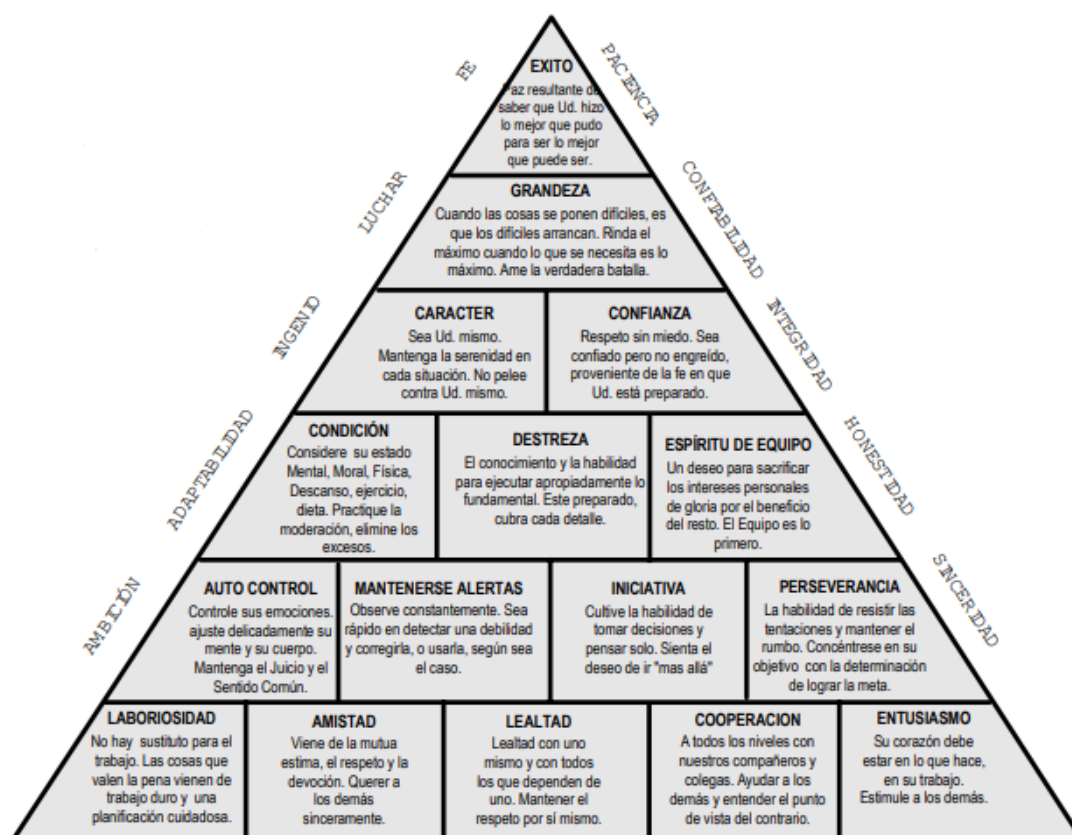 FE
PACIENCIA
EXITO
Paz resultante de
saber que Ud. hizo
lo mejor que pudo
para ser lo mejor
que puede ser.
LUCHAR
CONFIABILIDAD
GRANDEZA
Cuando las cosas se ponen difíciles, es
que los difíciles arrancan. Rinda el
máximo cuando lo que se necesita es lo
máximo. Ame la verdadera batalla.
INGENIO
INTEGRIDAD
CARACTER
Sea Ud. mismo.
Mantenga la serenidad en
cada situación. No pelee
contra Ud. mismo.
CONFIANZA
Respeto sin miedo. Sea
confiado pero no engreído,
proveniente de la fe en que
Ud. está preparado.
ADAPTABILIDAD
HONESTIDAD
CONDICIÓN
Considere su estado
Mental, Moral, Física,
Descanso, ejercicio,
dieta. Practique la
moderación, elimine los
excesos.
DESTREZA
El conocimiento y la habilidad
para ejecutar apropiadamente lo
fundamental. Este preparado,
cubra cada detalle.
ESPÍRITU DE EQUIPO
Un deseo para sacrificar
los intereses personales
de gloria por el beneficio
del resto. El Equipo es lo
primero.
AMBICIÓN
SINCERIDAD
AUTO CONTROL
Controle sus emociones.
ajuste delicadamente su
mente y su cuerpo.
Mantenga el Juicio y el
Sentido Común.
MANTENERSE ALERTAS
Observe constantemente. Sea
rápido en detectar una debilidad
y corregirla, o usarla, según sea
el caso.
INICIATIVA
Cultive la habilidad de
tomar decisiones y
pensar solo. Sienta el
deseo de ir "mas allá"
PERSEVERANCIA
La habilidad de resistir las
tentaciones y mantener el
rumbo. Concéntrese en su
objetivo con la determinación
de lograr la meta.
LABORIOSIDAD
No hay sustituto para el
trabajo. Las cosas que
valen la pena vienen de
trabajo duro y una
planificación cuidadosa.
AMISTAD
Viene de la mutua
estima, el respeto y la
devoción. Querer a
los demás
sinceramente.
LEALTAD
Lealtad con uno
mismo y con todos
los que dependen de
uno. Mantener el
respeto por sí mismo.
COOPERACION
A todos los niveles con
nuestros compañeros y
colegas. Ayudar a los
demás y entender el punto
de vista del contrario.
ENTUSIASMO
Su corazón debe
estar en lo que hace,
en su trabajo.
Estimule a los demás.